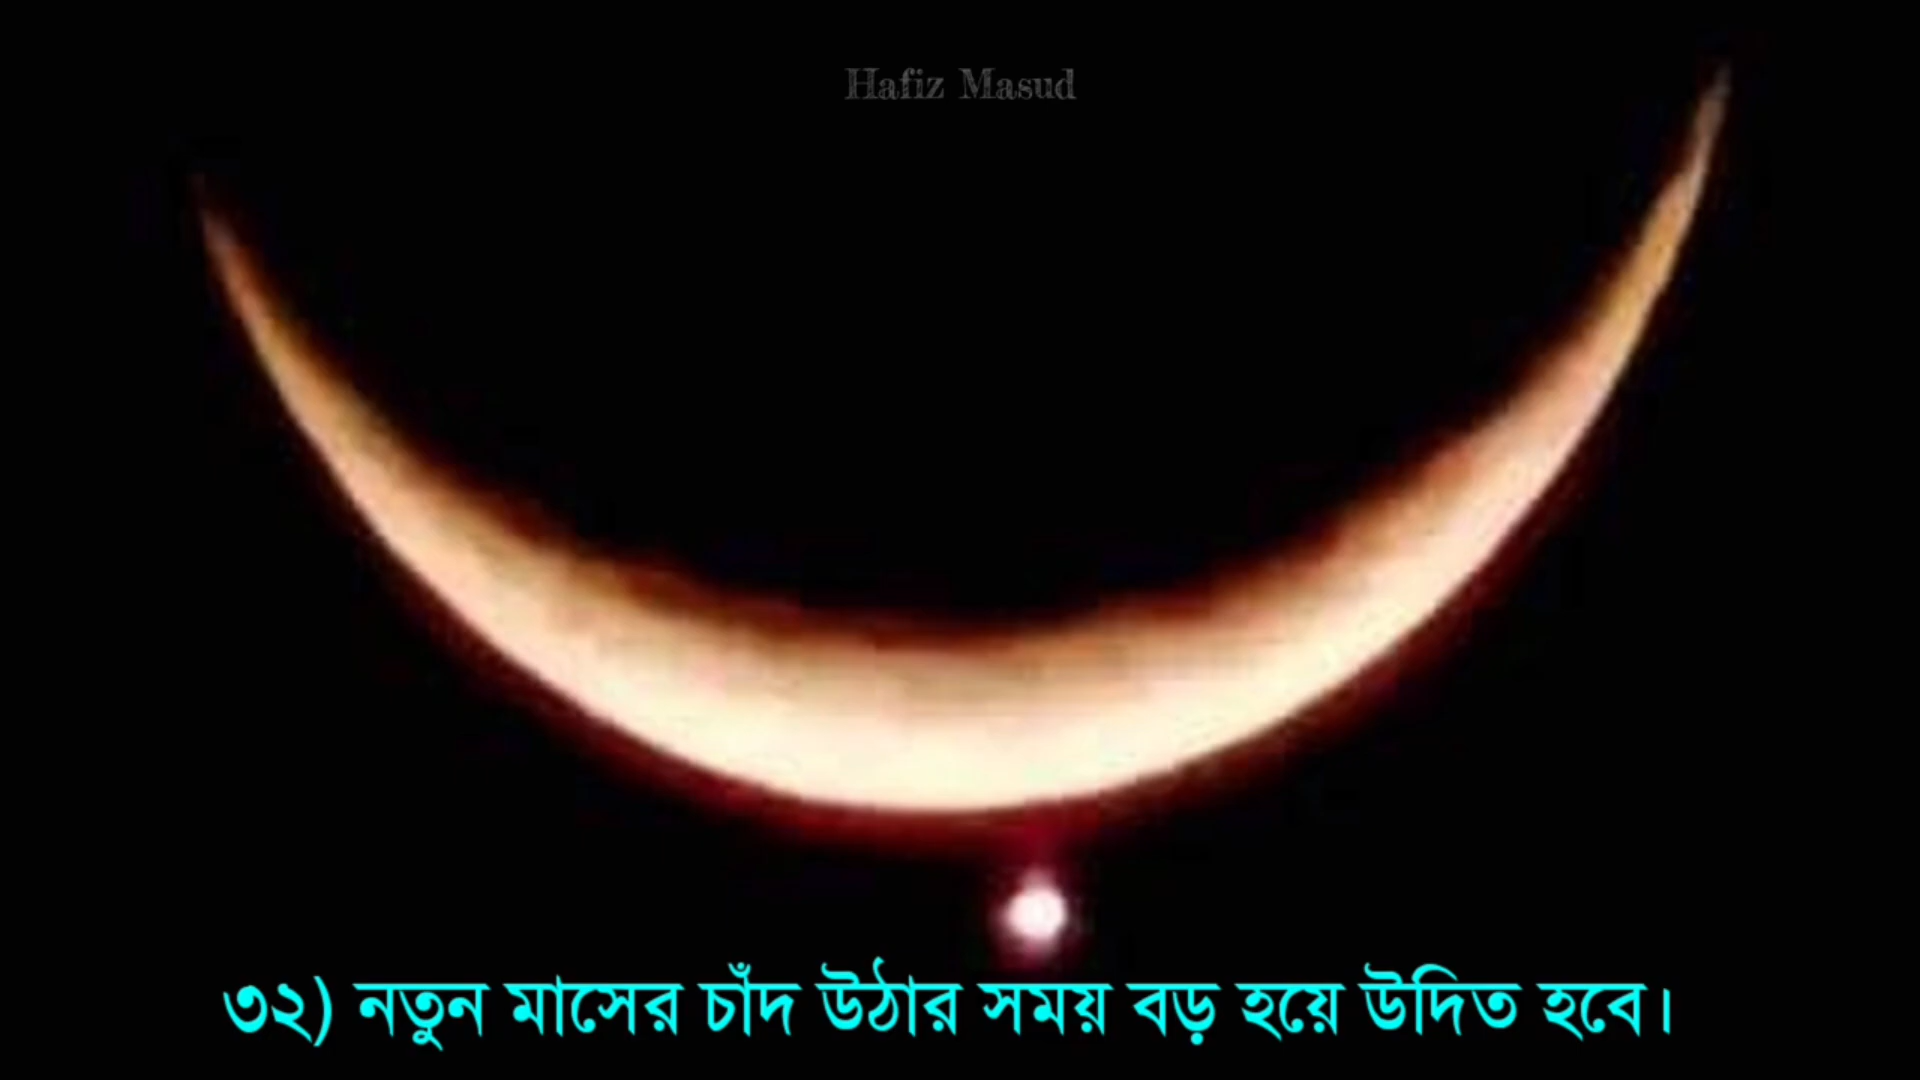 Hafiz Masud
৩২) নতুন মাসের চাঁদ উঠার সময় বড় হয়ে উদিত হবে।